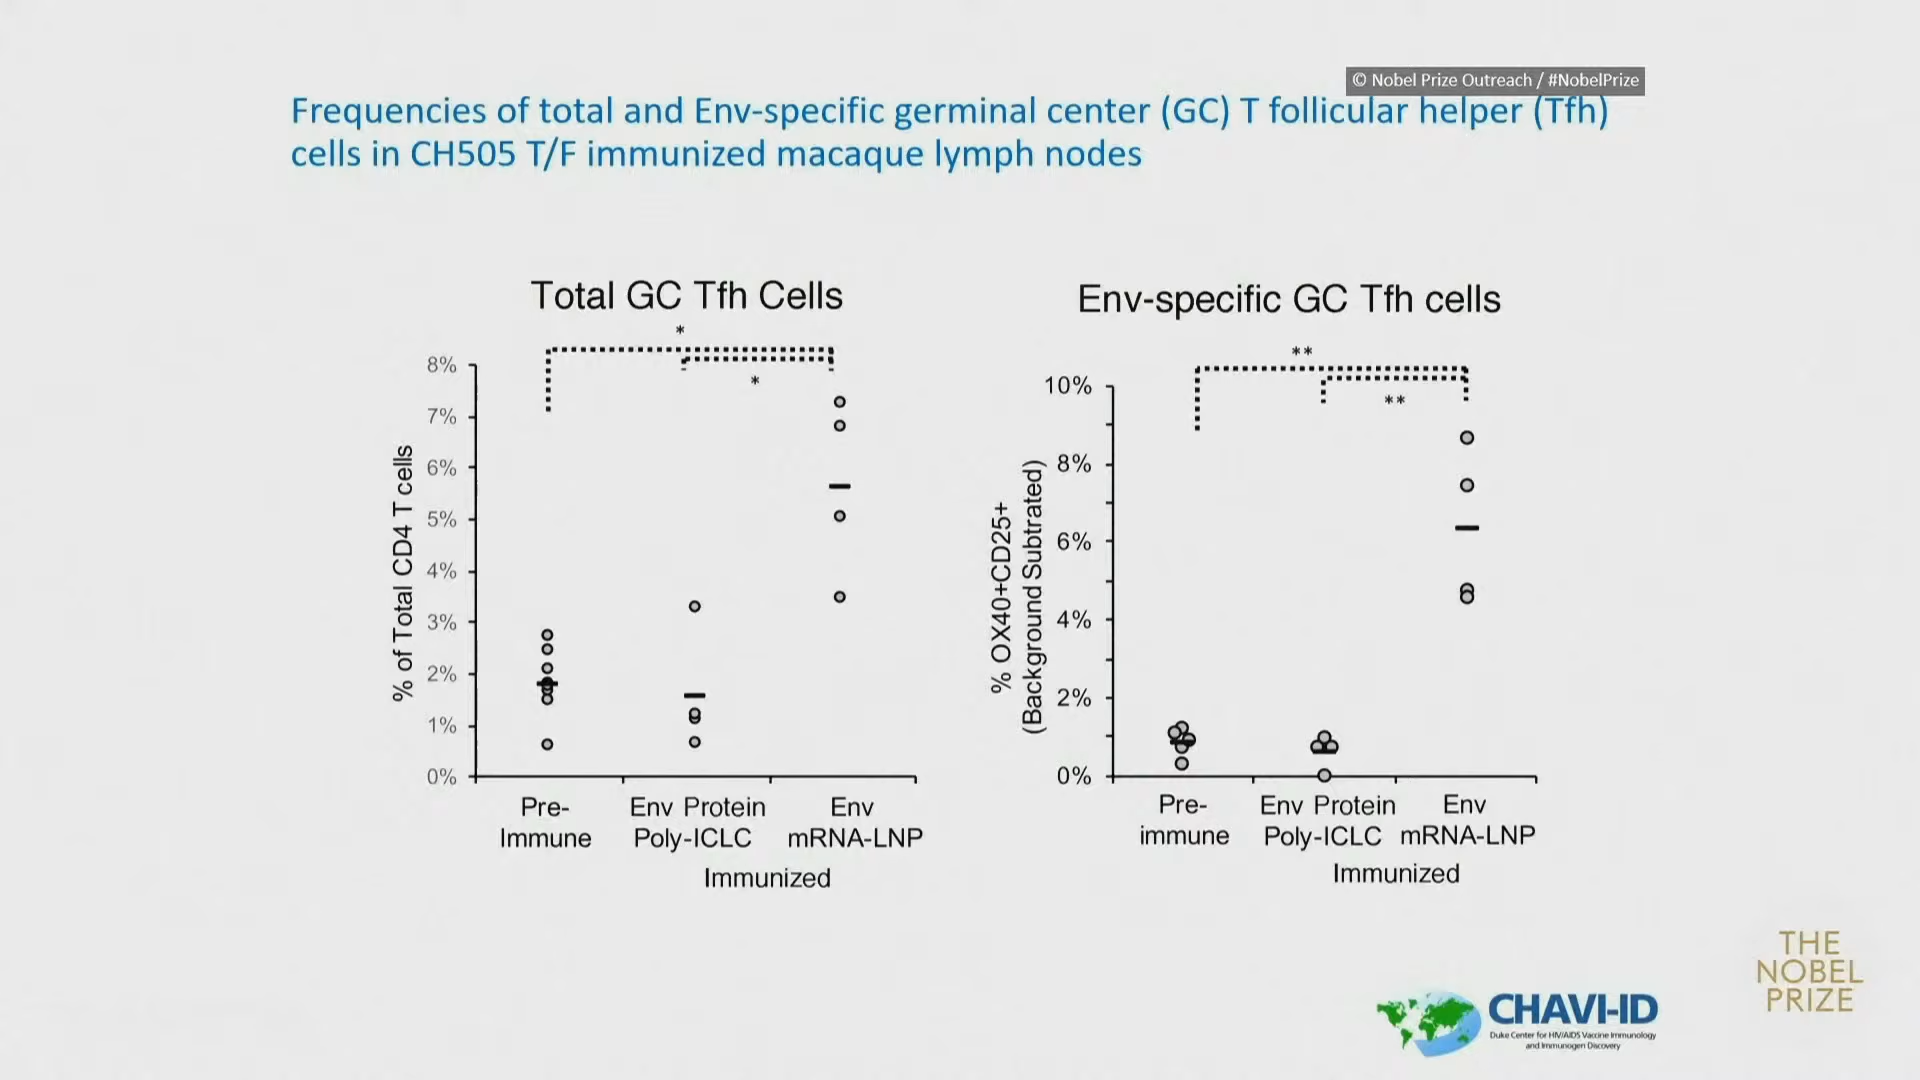 © Nobel Prize Outreach / #NobelPrize
Frequencies of total and Env-specific germinal center (GC) T follicular helper (Tfh)
cells in CH505 T/F immunized macaque lymph nodes
Total GC Tfh Cells
*
*
8%
7%
6%
5%
4%
3%
2%
1%
0%
% of Total CD4 T cells
Pre-
Immune
Env Protein
Poly-ICLC
Env
mRNA-LNP
Immunized
Env-specific GC Tfh cells
**
**
10%
8%
6%
4%
2%
0%
% OX40+CD25+
(Background Subtrated)
Pre-
immune
Env Protein
Poly-ICLC
Env
mRNA-LNP
Immunized
THE
NOBEL
PRIZE
CHAVI-ID
Duke Center for HIV/AIDS Vaccine Immunology
and Immunogen Discovery